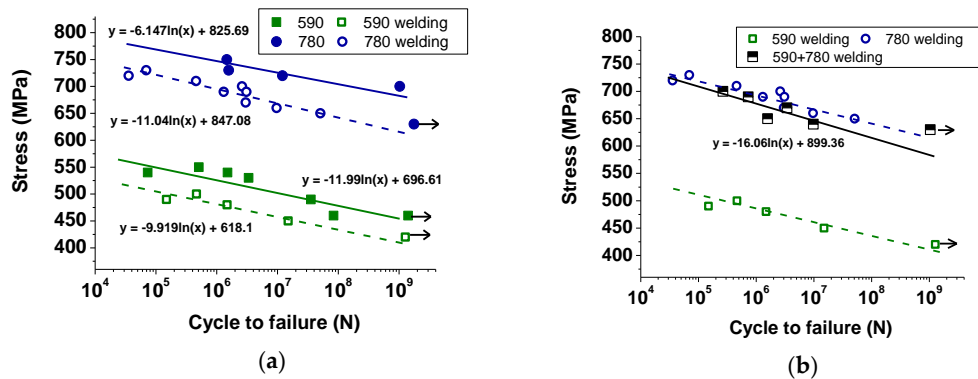 (a)
590
590 welding
780
780 welding
y = -6.147ln(x) + 825.69
y = -11.04ln(x) + 847.08
y = -11.99ln(x) + 696.61
y = -9.919ln(x) + 618.1
Stress (MPa)
800
750
700
650
600
550
500
450
400
10^4
10^5
10^6
10^7
10^8
10^9
Cycle to failure (N)
(a)
(b)
590 welding
780 welding
590+780 welding
y = -16.06ln(x) + 899.36
Stress (MPa)
800
750
700
650
600
550
500
450
400
10^4
10^5
10^6
10^7
10^8
10^9
Cycle to failure (N)
(b)